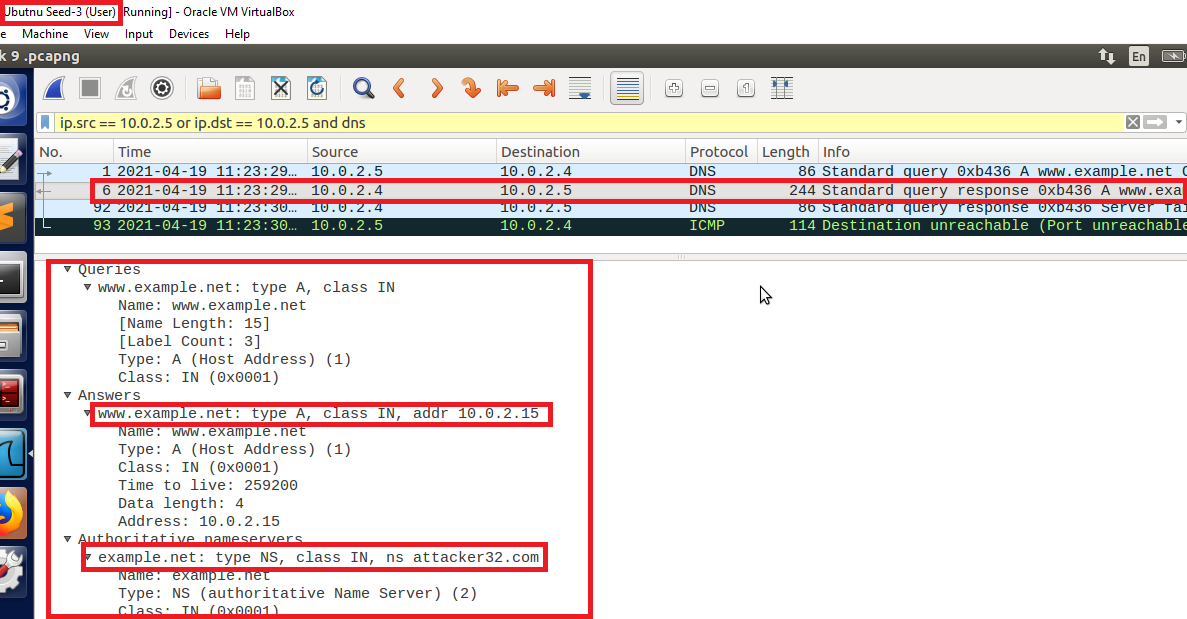 Ubutnu Seed-3 (User) [Running] - Oracle VM VirtualBox
e Machine View Input Devices Help
k 9 .pcapng En
ip.src == 10.0.2.5 or ip.dst == 10.0.2.5 and dns
No. Time Source Destination Protocol Length Info
1 2021-04-19 11:23:29… 10.0.2.5 10.0.2.4 DNS 86 Standard query 0xb436 A www.example.net O
6 2021-04-19 11:23:29… 10.0.2.4 10.0.2.5 DNS 244 Standard query response 0xb436 A www.exa
92 2021-04-19 11:23:30… 10.0.2.4 10.0.2.5 DNS 86 Standard query response 0xb436 Server fai
93 2021-04-19 11:23:30… 10.0.2.5 10.0.2.4 ICMP 114 Destination unreachable (Port unreachable
Queries
www.example.net: type A, class IN
Name: www.example.net
[Name Length: 15]
[Label Count: 3]
Type: A (Host Address) (1)
Class: IN (0x0001)
Answers
www.example.net: type A, class IN, addr 10.0.2.15
Name: www.example.net
Type: A (Host Address) (1)
Class: IN (0x0001)
Time to live: 259200
Data length: 4
Address: 10.0.2.15
Authoritative nameservers
example.net: type NS, class IN, ns attacker32.com
Name: example.net
Type: NS (authoritative Name Server) (2)
Class: IN (0x0001)